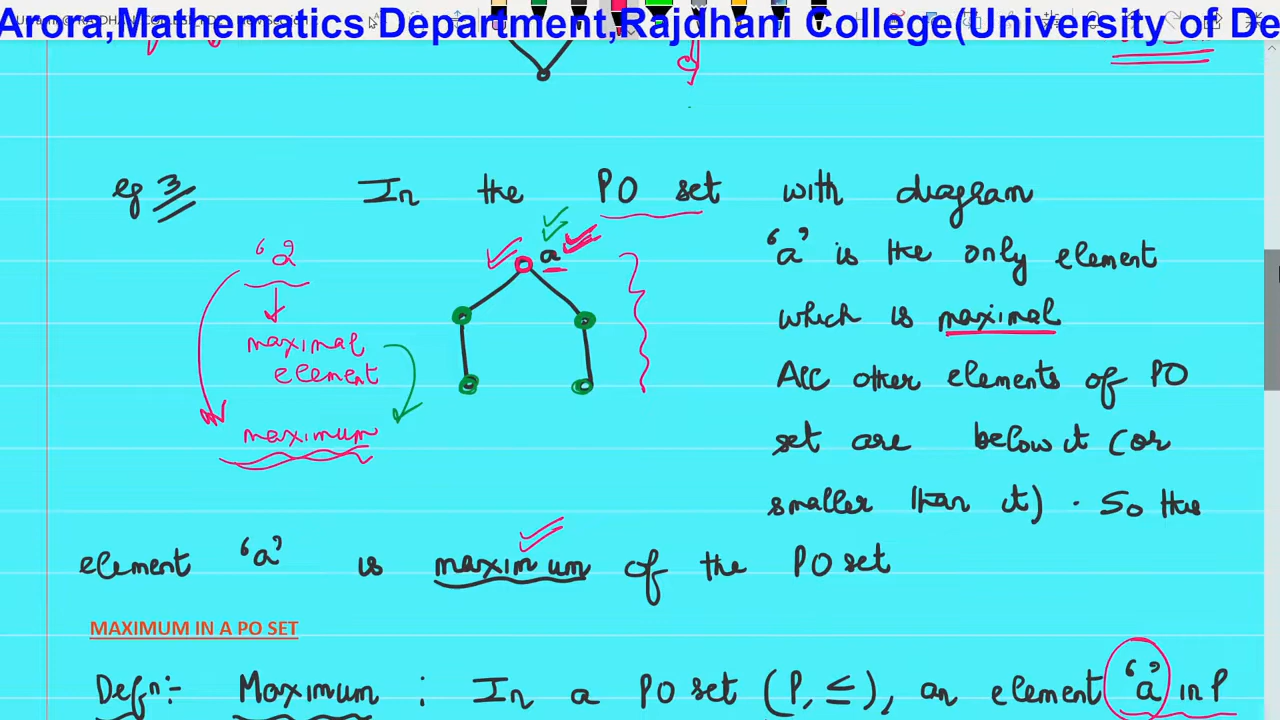 Arora,Mathematics Department,Rajdhani College(University of De
eg 3 In the PO set with diagram
a
'a'
maximal
element
maximum
'a' is the only element
which is maximal
All other elements of PO
set are below it (or
smaller than it). So this
element 'a' is maximum of the PO set
MAXIMUM IN A PO SET
Defn:- Maximum : In a PO set (P, ≤), an element 'a' in P